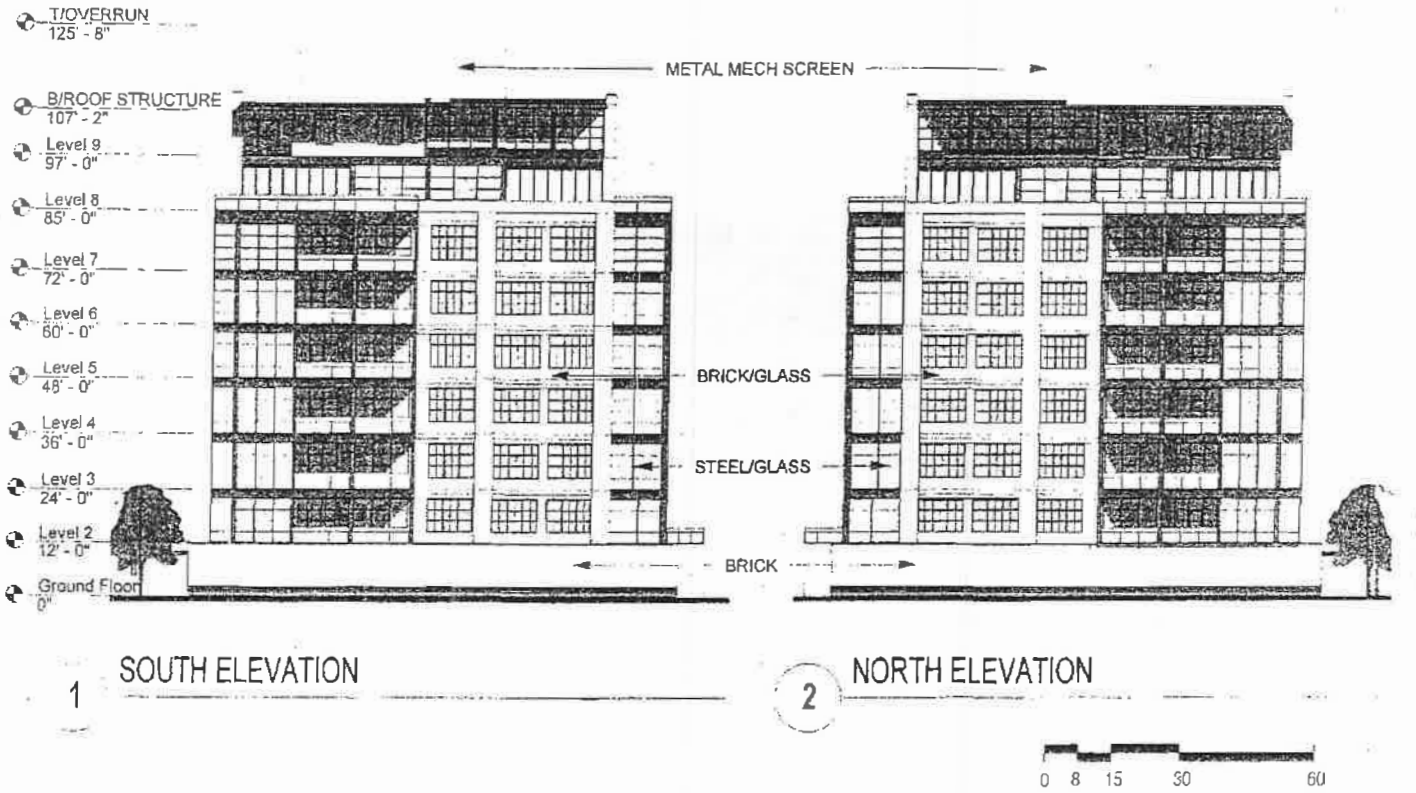 T/OVERRUN
125' - 8"
METAL MECH SCREEN
B/ROOF STRUCTURE
107' - 2"
Level 9
97' - 0"
Level 8
85' - 0"
Level 7
72' - 0"
Level 6
60' - 0"
Level 5
48' - 0"
BRICK/GLASS
Level 4
36' - 0"
STEEL/GLASS
Level 3
24' - 0"
Level 2
12' - 0"
BRICK
Ground Floor
0"
1 SOUTH ELEVATION
2 NORTH ELEVATION
0 8 15 30 60